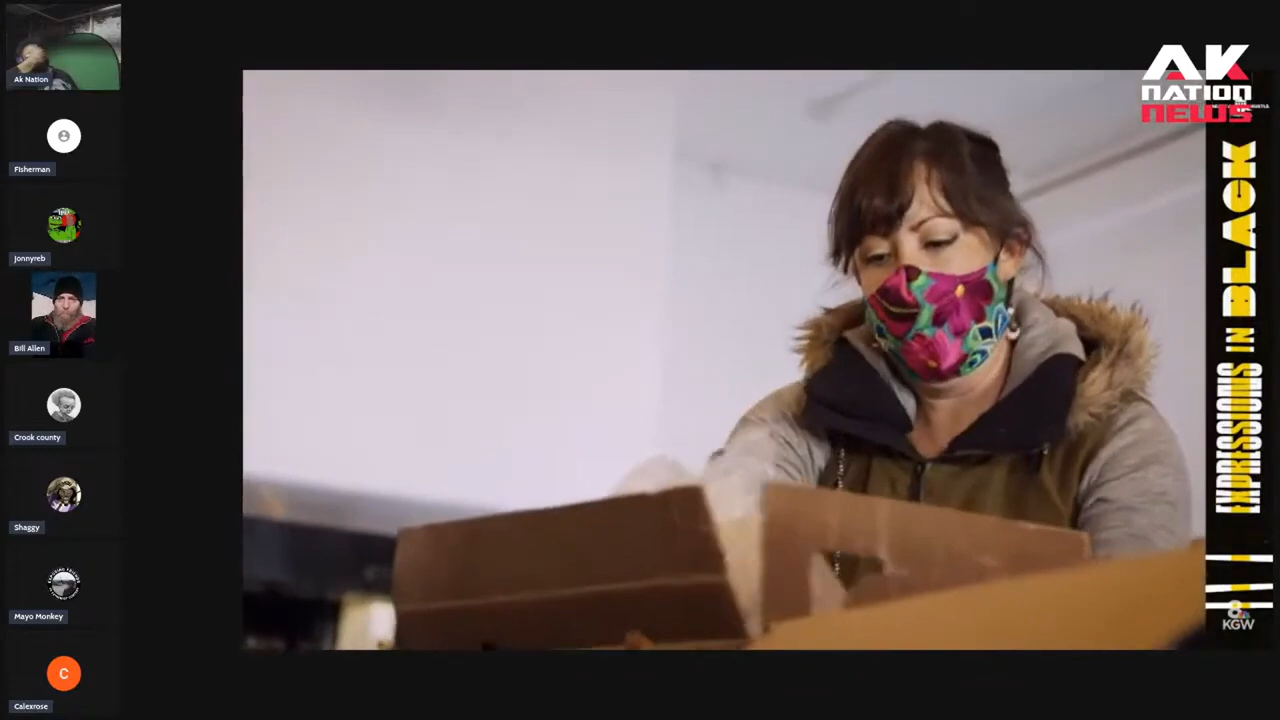 Ak Nation
Fisherman
Jonnyreb
Bill Allen
Crook county
Shaggy
Mayo Monkey
C
Calexrose
AK
NATION
NEWS
EXPRESSIONS IN BLACK
8
KGW